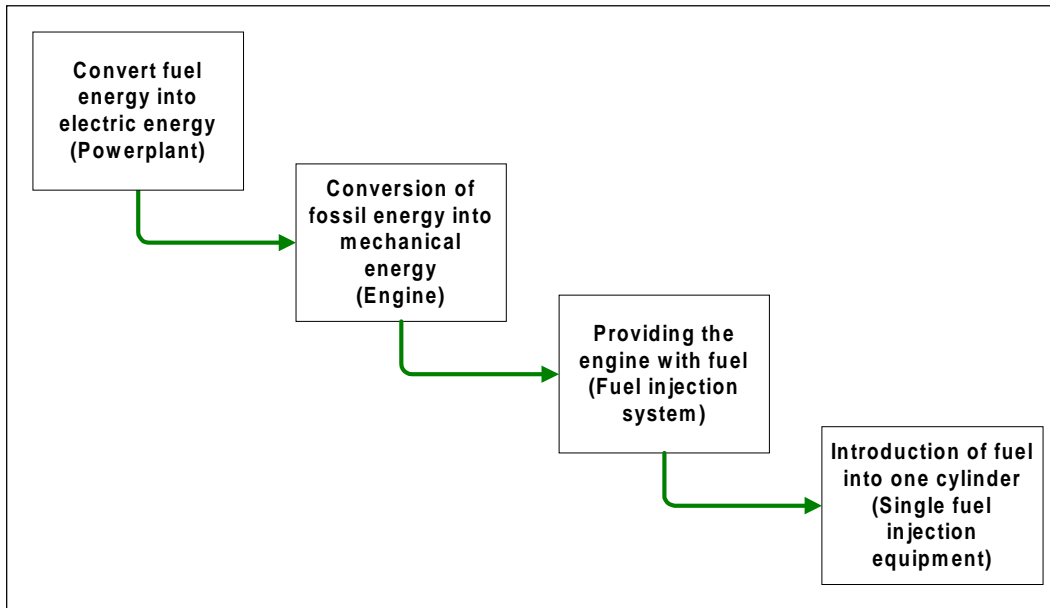 Convert fuel
energy into
electric energy
(Powerplant)
Conversion of
fossil energy into
mechanical
energy
(Engine)
Providing the
engine with fuel
(Fuel injection
system)
Introduction of fuel
into one cylinder
(Single fuel
injection
equipment)